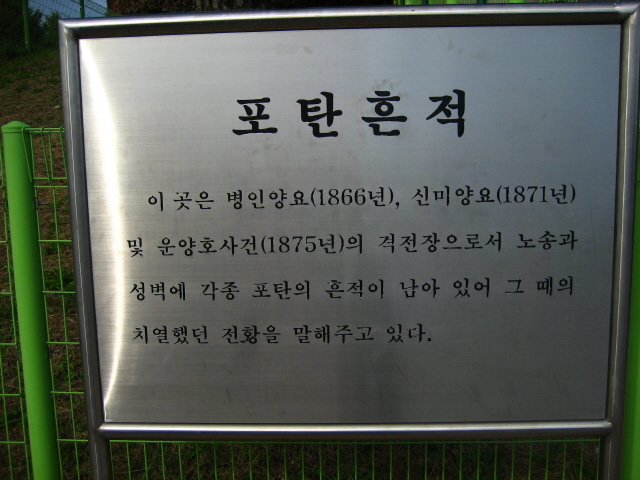 포탄흔적
이 곳은 병인양요(1866년), 신미양요(1871년)
및 운양호사건(1875년)의 격전장으로서 노송과
성벽에 각종 포탄의 흔적이 남아 있어 그 때의
치열했던 전황을 말해주고 있다.